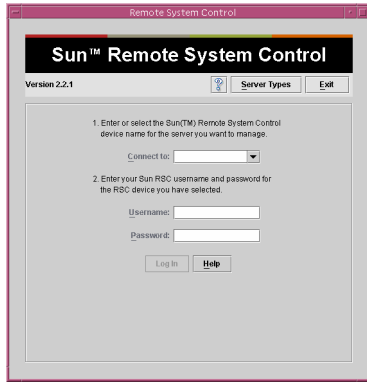 Remote System Control
Sun™ Remote System Control
Version 2.2.1
Server Types
Exit
1. Enter or select the Sun(TM) Remote System Control
device name for the server you want to manage.
Connect to:
2. Enter your Sun RSC username and password for
the RSC device you have selected.
Username:
Password:
Log In
Help